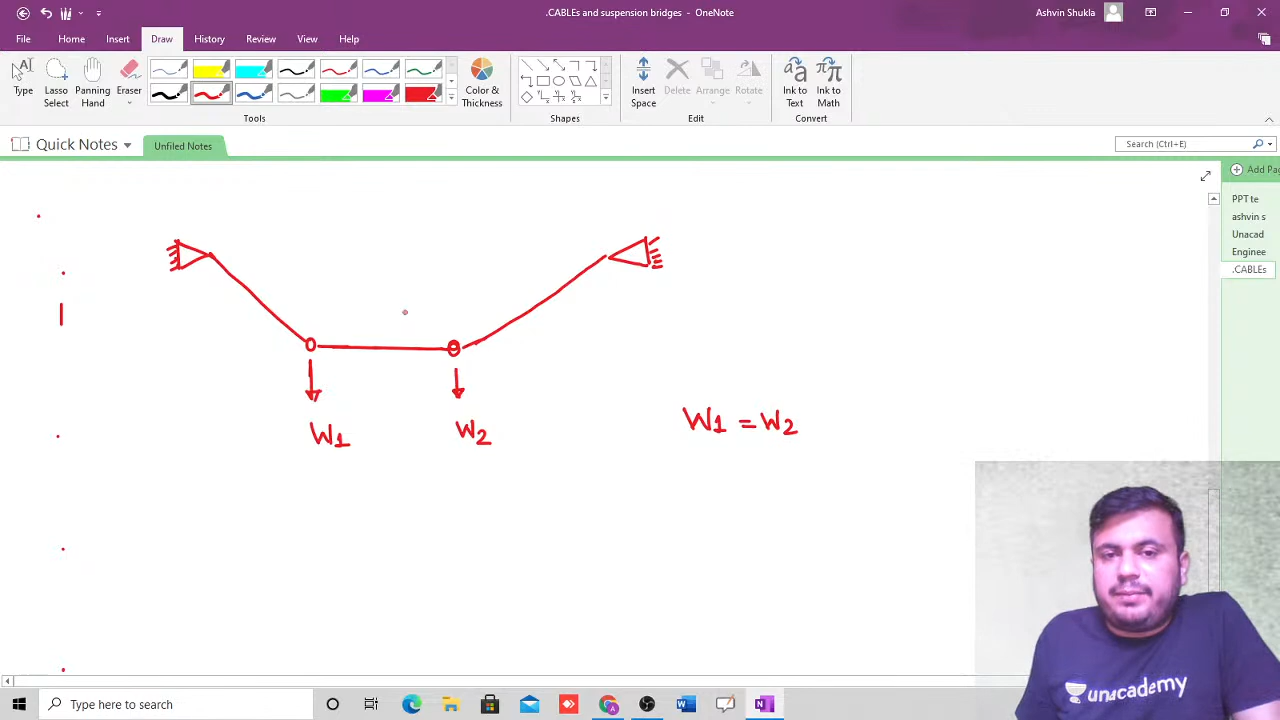 .CABLEs and suspension bridges - OneNote
Ashvin Shukla
File Home Insert Draw History Review View Help
Type
Lasso Select
Panning Hand
Eraser
Color & Thickness
Insert Space
Delete
Arrange
Rotate
Ink to Text
Ink to Math
Tools
Shapes
Edit
Convert
Quick Notes
Unfiled Notes
Search (Ctrl+E)
Add Pag
PPT te
ashvin s
Unacad
Enginee
.CABLEs
W1
W2
W1 = W2
unacademy
Type here to search